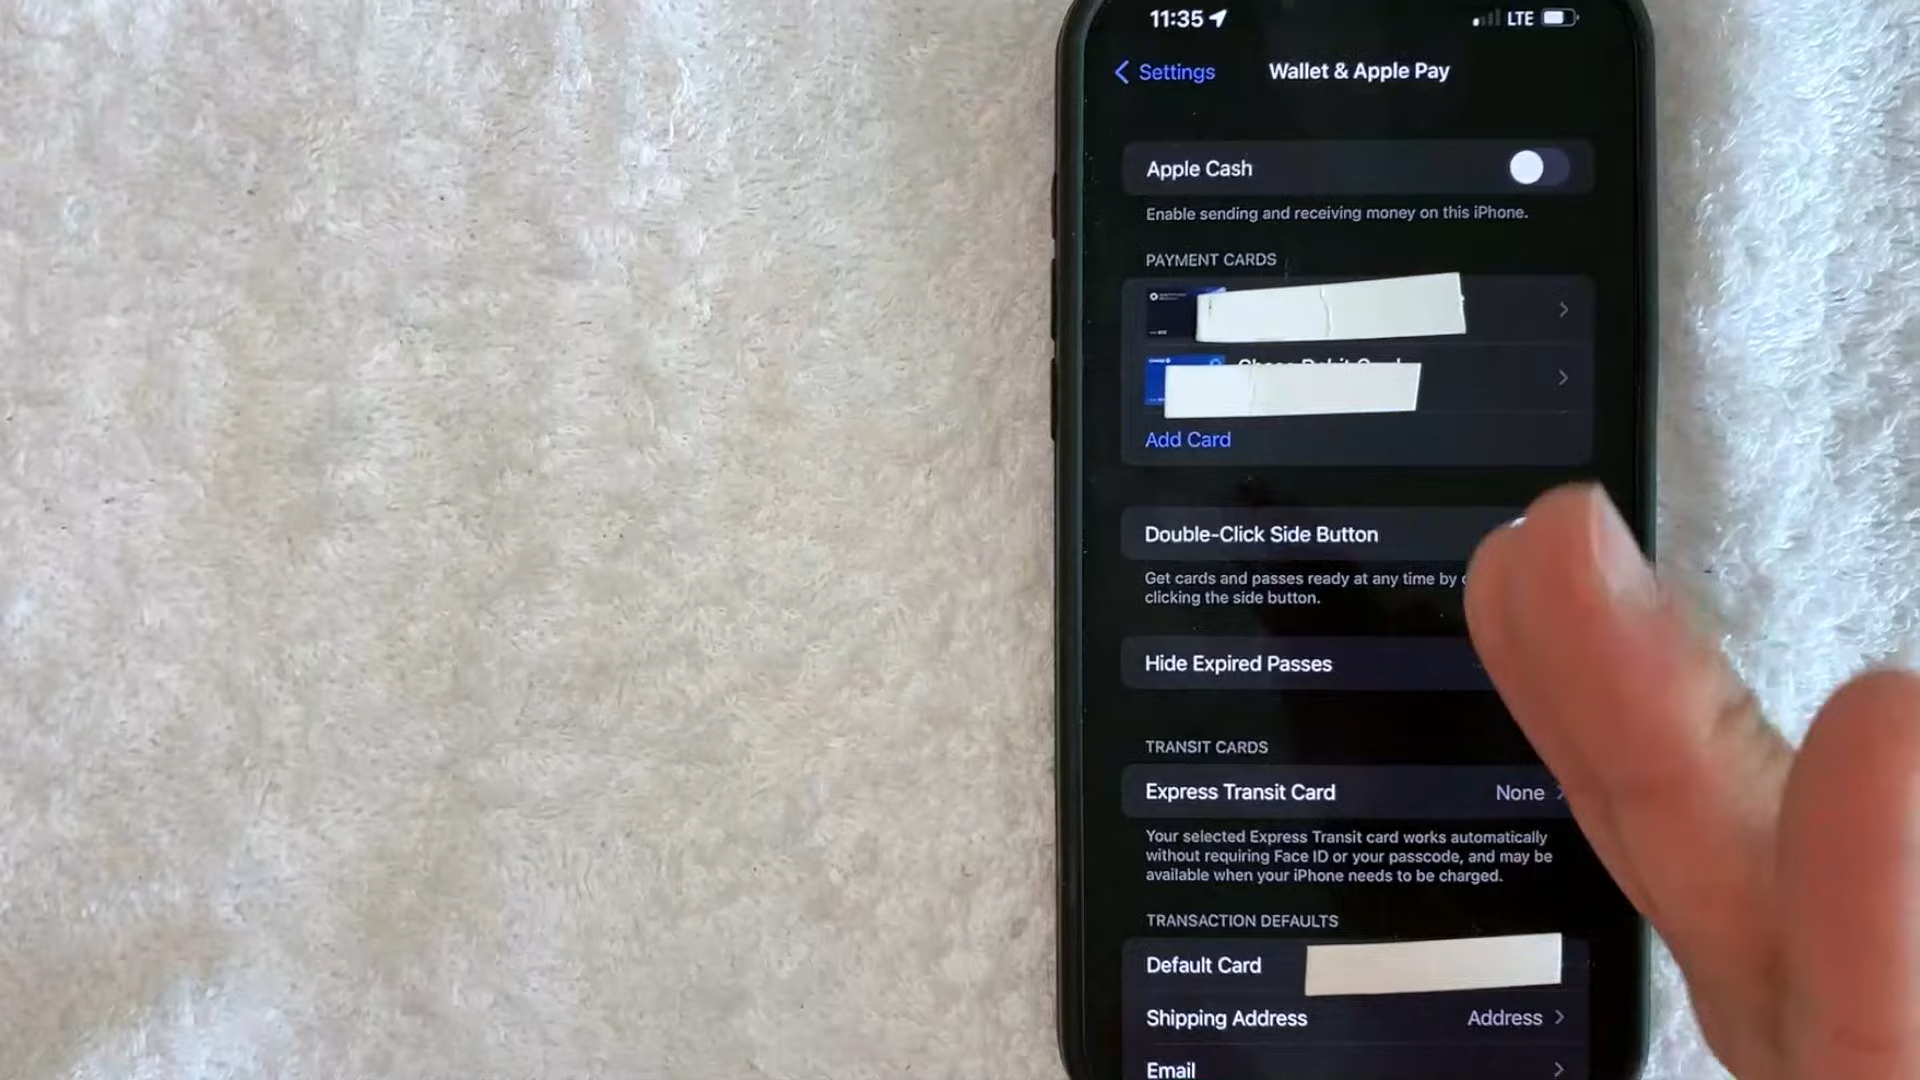 11:35 LTE
Settings Wallet & Apple Pay
Apple Cash
Enable sending and receiving money on this iPhone.
PAYMENT CARDS
Chase Debit Card
Add Card
Double-Click Side Button
Get cards and passes ready at any time by
clicking the side button.
Hide Expired Passes
TRANSIT CARDS
Express Transit Card None
Your selected Express Transit card works automatically
without requiring Face ID or your passcode, and may be
available when your iPhone needs to be charged.
TRANSACTION DEFAULTS
Default Card
Shipping Address Address
Email